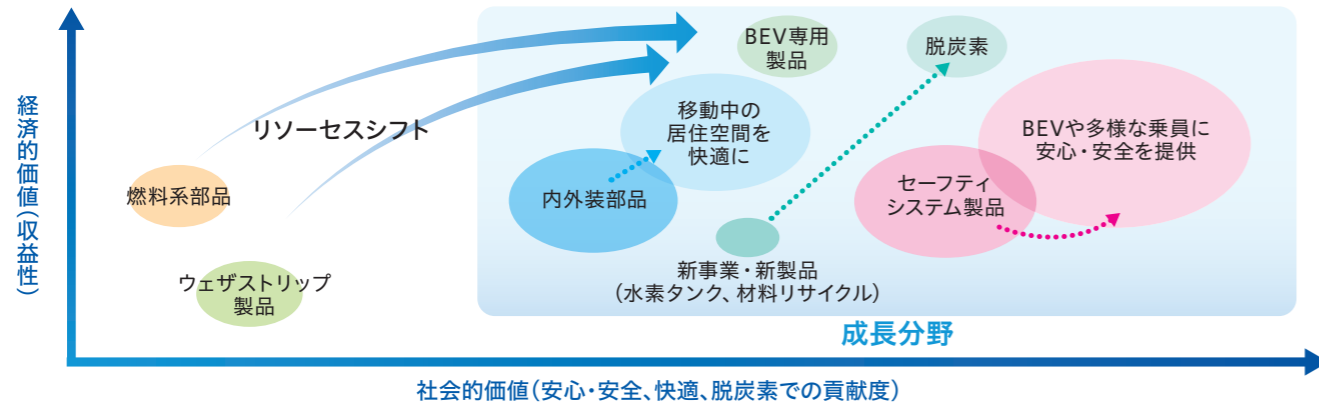 経済的価値(収益性)
リソーセスシフト
燃料系部品
ウェザストリップ
製品
BEV専用
製品
脱炭素
移動中の
居住空間を
快適に
内外装部品
BEVや多様な乗員に
安心・安全を提供
セーフティ
システム製品
新事業・新製品
(水素タンク、材料リサイクル)
成長分野
社会的価値(安心・安全、快適、脱炭素での貢献度)